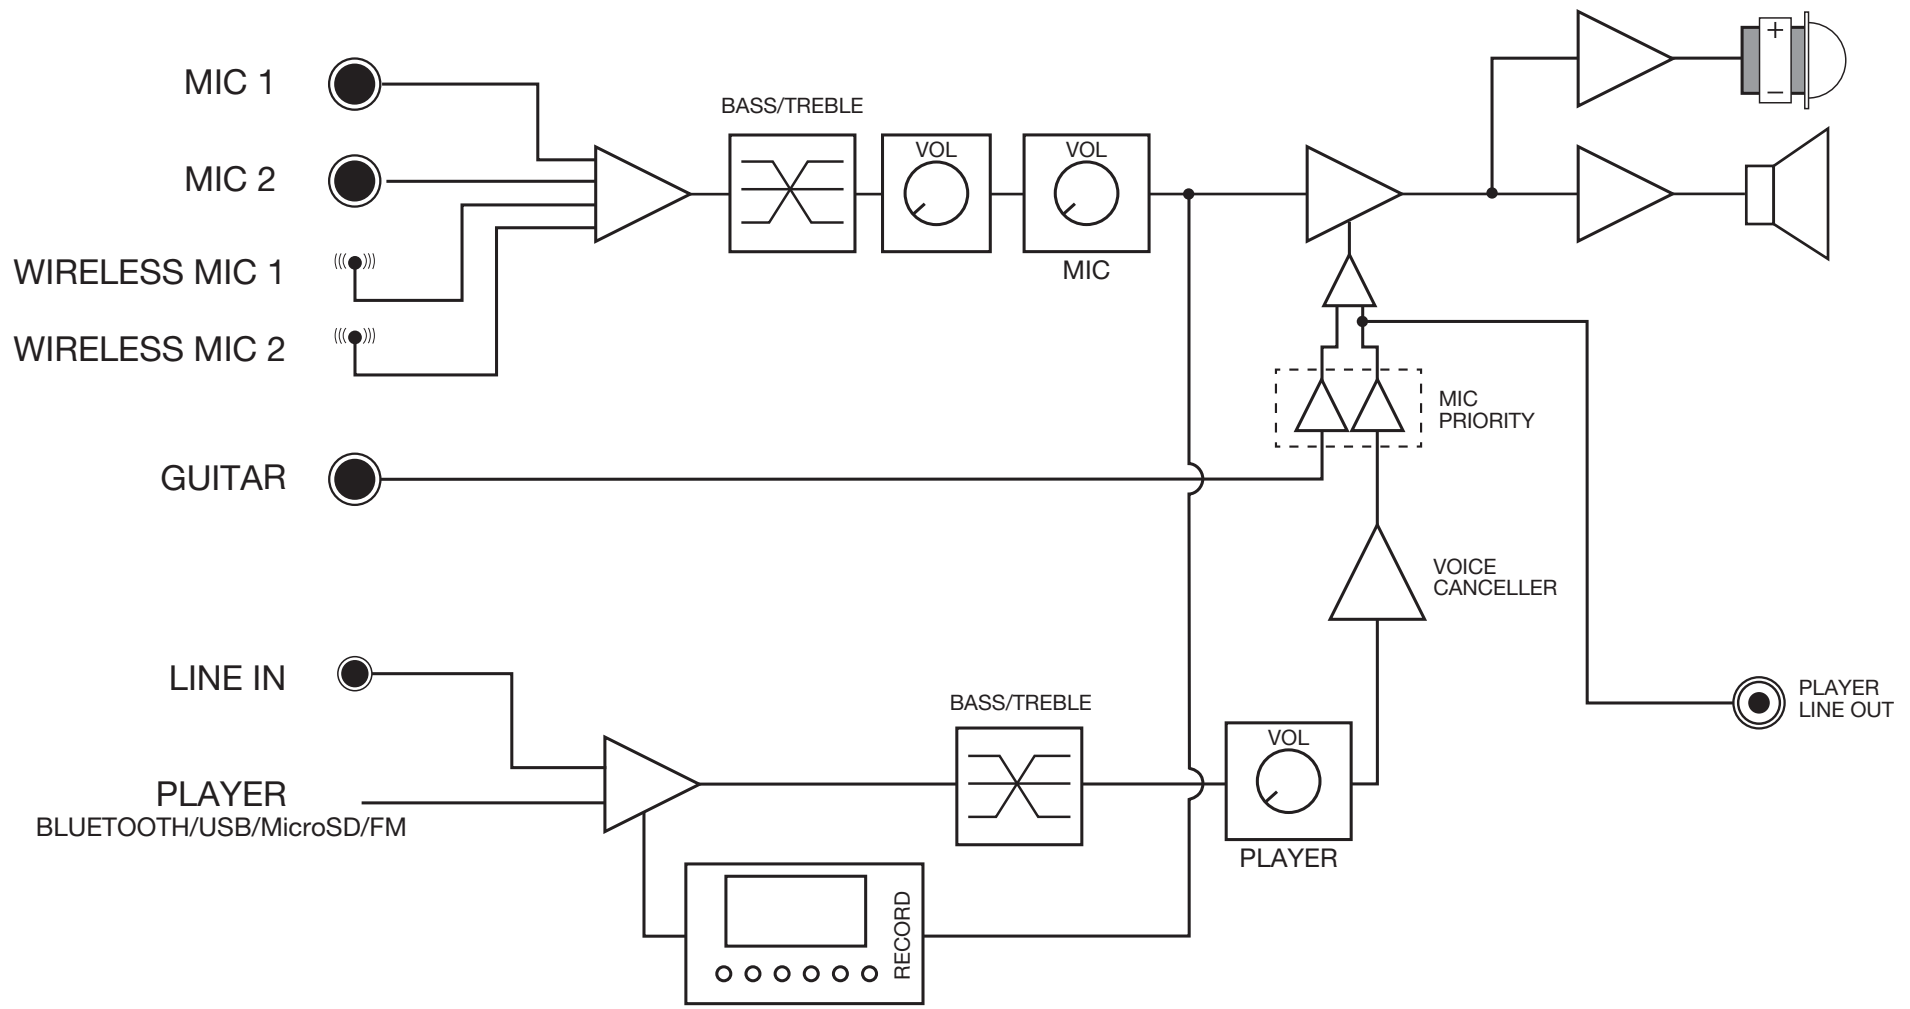 MIC 1
MIC 2
WIRELESS MIC 1
WIRELESS MIC 2
GUITAR
LINE IN
PLAYER
BLUETOOTH/USB/MicroSD/FM
BASS/TREBLE
VOL
VOL
MIC
+
–
MIC
PRIORITY
VOICE
CANCELLER
BASS/TREBLE
VOL
PLAYER
RECORD
PLAYER
LINE OUT